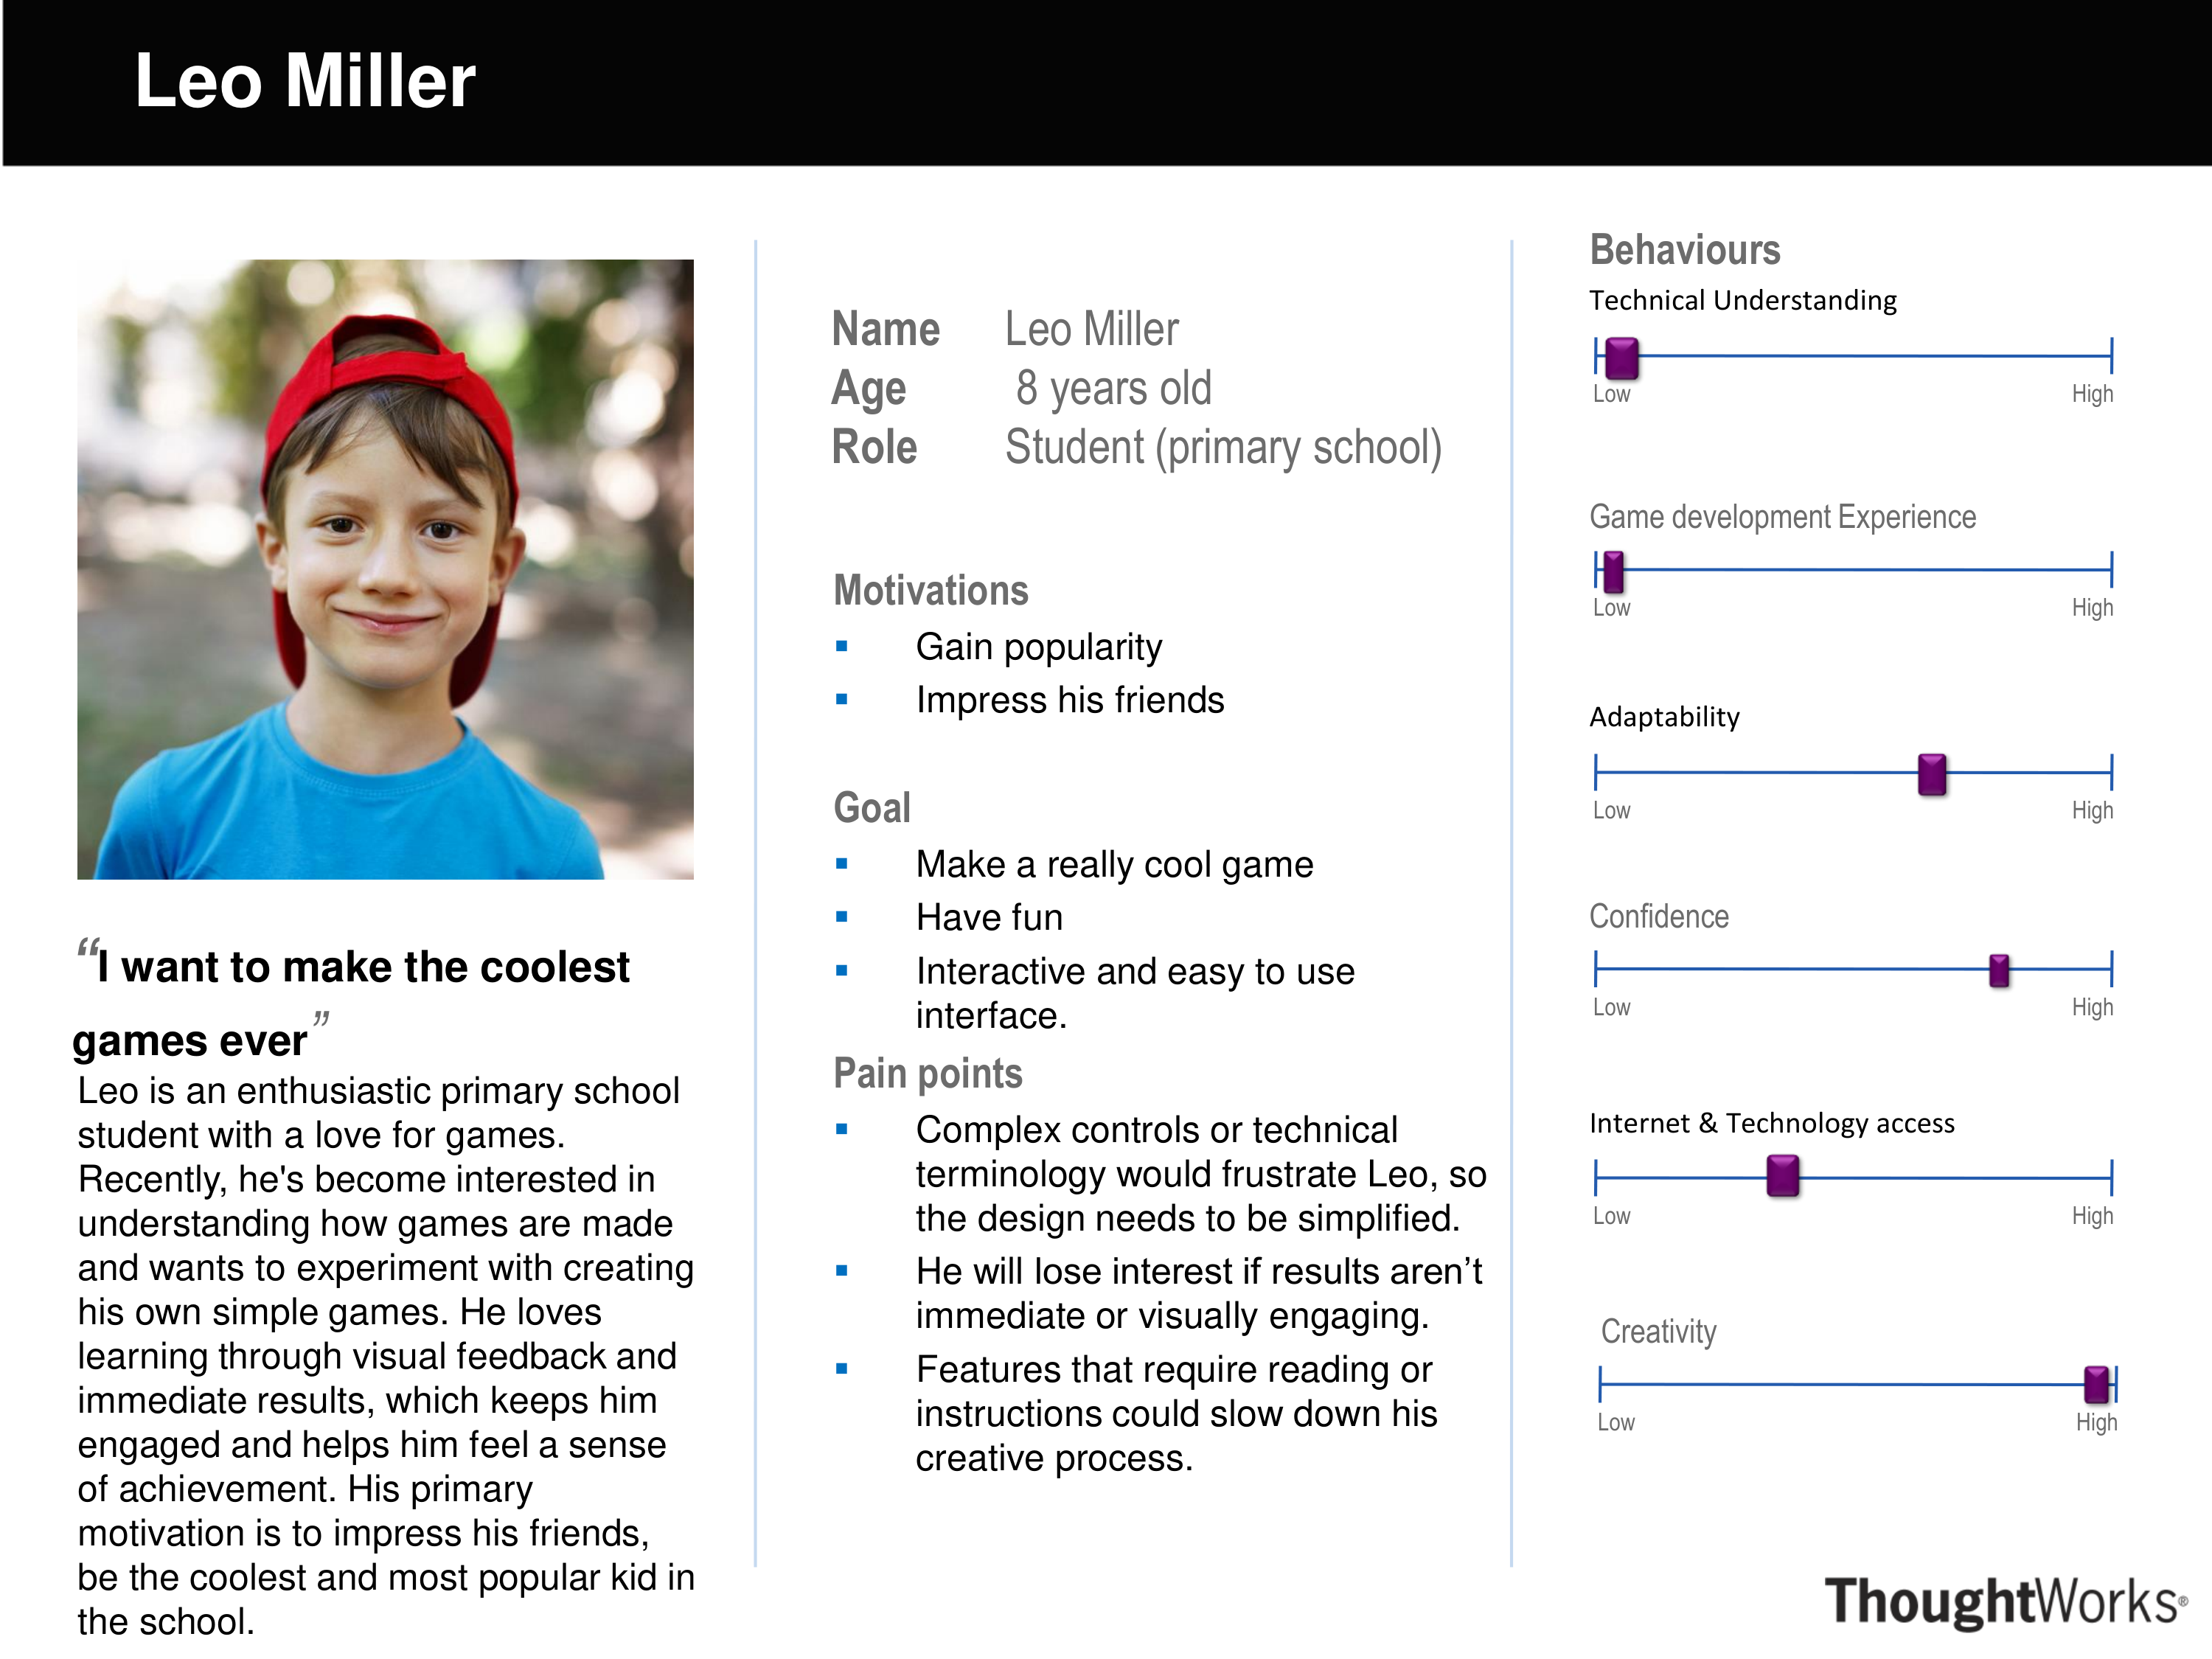 Leo Miller
“I want to make the coolest
games ever”
Leo is an enthusiastic primary school
student with a love for games.
Recently, he's become interested in
understanding how games are made
and wants to experiment with creating
his own simple games. He loves
learning through visual feedback and
immediate results, which keeps him
engaged and helps him feel a sense
of achievement. His primary
motivation is to impress his friends,
be the coolest and most popular kid in
the school.
Name Leo Miller
Age 8 years old
Role Student (primary school)
Motivations
▪ Gain popularity
▪ Impress his friends
Goal
▪ Make a really cool game
▪ Have fun
▪ Interactive and easy to use
interface.
Pain points
▪ Complex controls or technical
terminology would frustrate Leo, so
the design needs to be simplified.
▪ He will lose interest if results aren’t
immediate or visually engaging.
▪ Features that require reading or
instructions could slow down his
creative process.
Behaviours
Technical Understanding
Low High
Game development Experience
Low High
Adaptability
Low High
Confidence
Low High
Internet & Technology access
Low High
Creativity
Low High
ThoughtWorks®